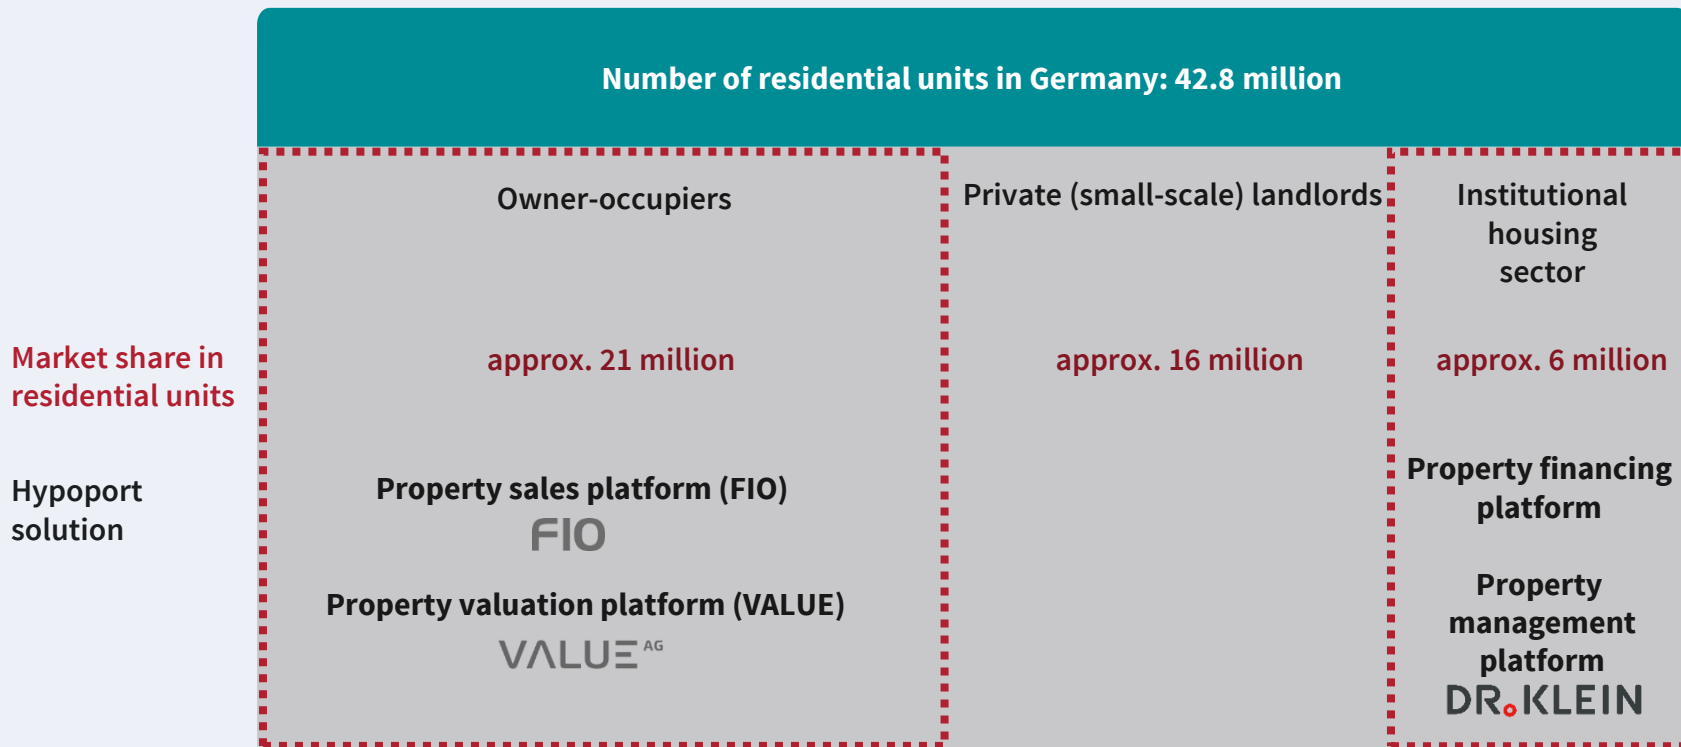 Number of residential units in Germany: 42.8 million
Owner-occupiers
Private (small-scale) landlords
Institutional
housing
sector
Market share in
residential units
approx. 21 million
approx. 16 million
approx. 6 million
Hypoport
solution
Property sales platform (FIO)
FIO
Property valuation platform (VALUE)
VALUE AG
Property financing
platform
Property
management
platform
DR. KLEIN